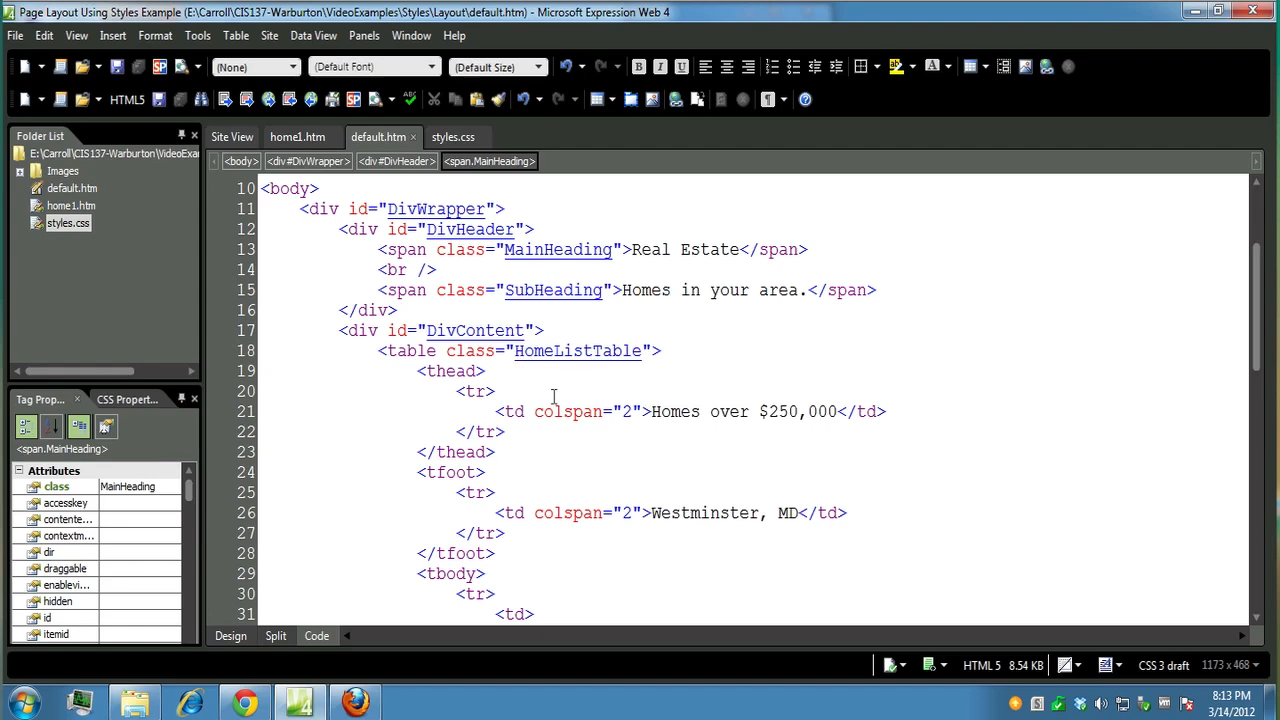 Page Layout Using Styles Example (E:\Carroll\CIS137-Warburton\VideoExamples\Styles\Layout\default.htm) - Microsoft Expression Web 4
File Edit View Insert Format Tools Table Site Data View Panels Window Help
(None) (Default Font) (Default Size) B I U A
HTML5
Folder List
Site View home1.htm default.htm styles.css
E:\Carroll\CIS137-Warburton\VideoExam
Images
default.htm
home1.htm
styles.css
<body> <div #DivWrapper> <div #DivHeader> <span.MainHeading>
10 <body>
11 <div id="DivWrapper">
12 <div id="DivHeader">
13 <span class="MainHeading">Real Estate</span>
14 <br />
15 <span class="SubHeading">Homes in your area.</span>
16 </div>
17 <div id="DivContent">
18 <table class="HomeListTable">
19 <thead>
20 <tr>
21 <td colspan="2">Homes over $250,000</td>
22 </tr>
23 </thead>
24 <tfoot>
25 <tr>
26 <td colspan="2">Westminster, MD</td>
27 </tr>
28 </tfoot>
29 <tbody>
30 <tr>
31 <td>
Tag Prop... CSS Propert...
<span.MainHeading>
Attributes
class MainHeading
accesskey
contente...
contextm...
dir
draggable
enablevi...
hidden
id
itemid
Design Split Code
HTML 5 8.54 KB CSS 3 draft 1173 x 468
8:13 PM
3/14/2012